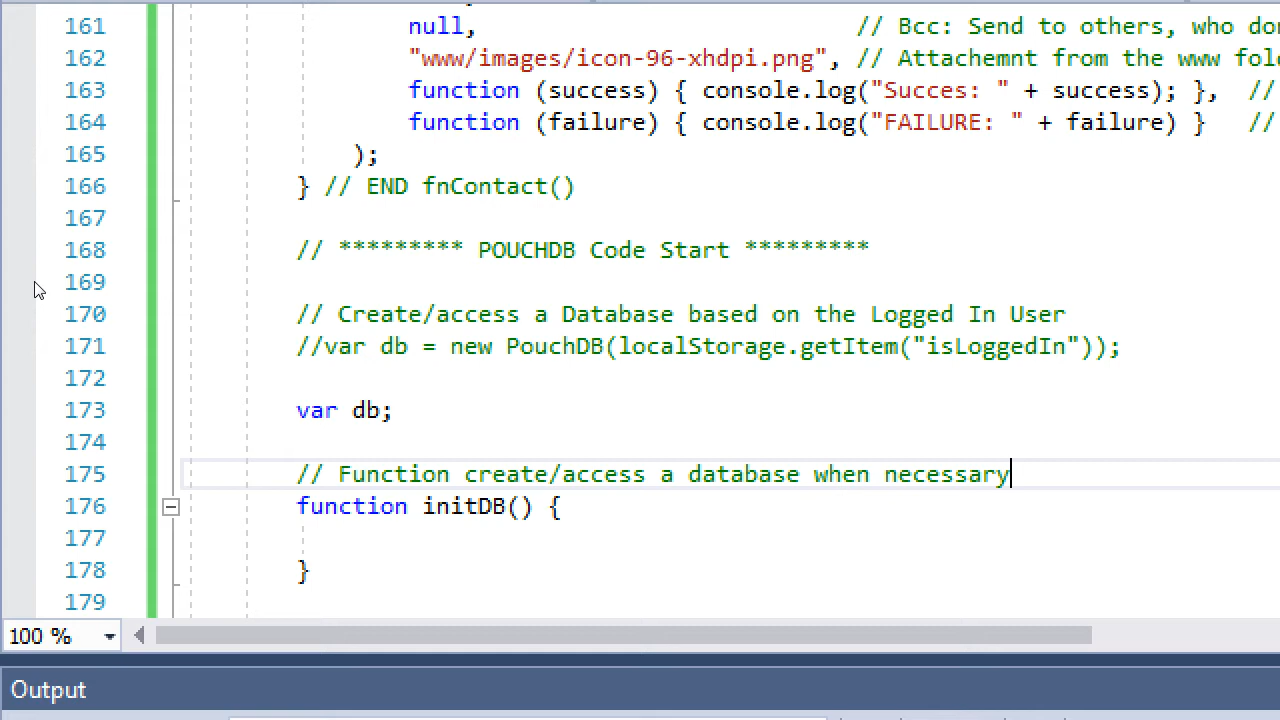 161 null, // Bcc: Send to others, who
162 "www/images/icon-96-xhdpi.png", // Attachemnt from the www
163 function (success) { console.log("Succes: " + success); }, //
164 function (failure) { console.log("FAILURE: " + failure) } //
165 );
166 } // END fnContact()
167
168 // ********* POUCHDB Code Start *********
169
170 // Create/access a Database based on the Logged In User
171 //var db = new PouchDB(localStorage.getItem("isLoggedIn"));
172
173 var db;
174
175 // Function create/access a database when necessary
176 function initDB() {
177
178 }
179
100 %
Output